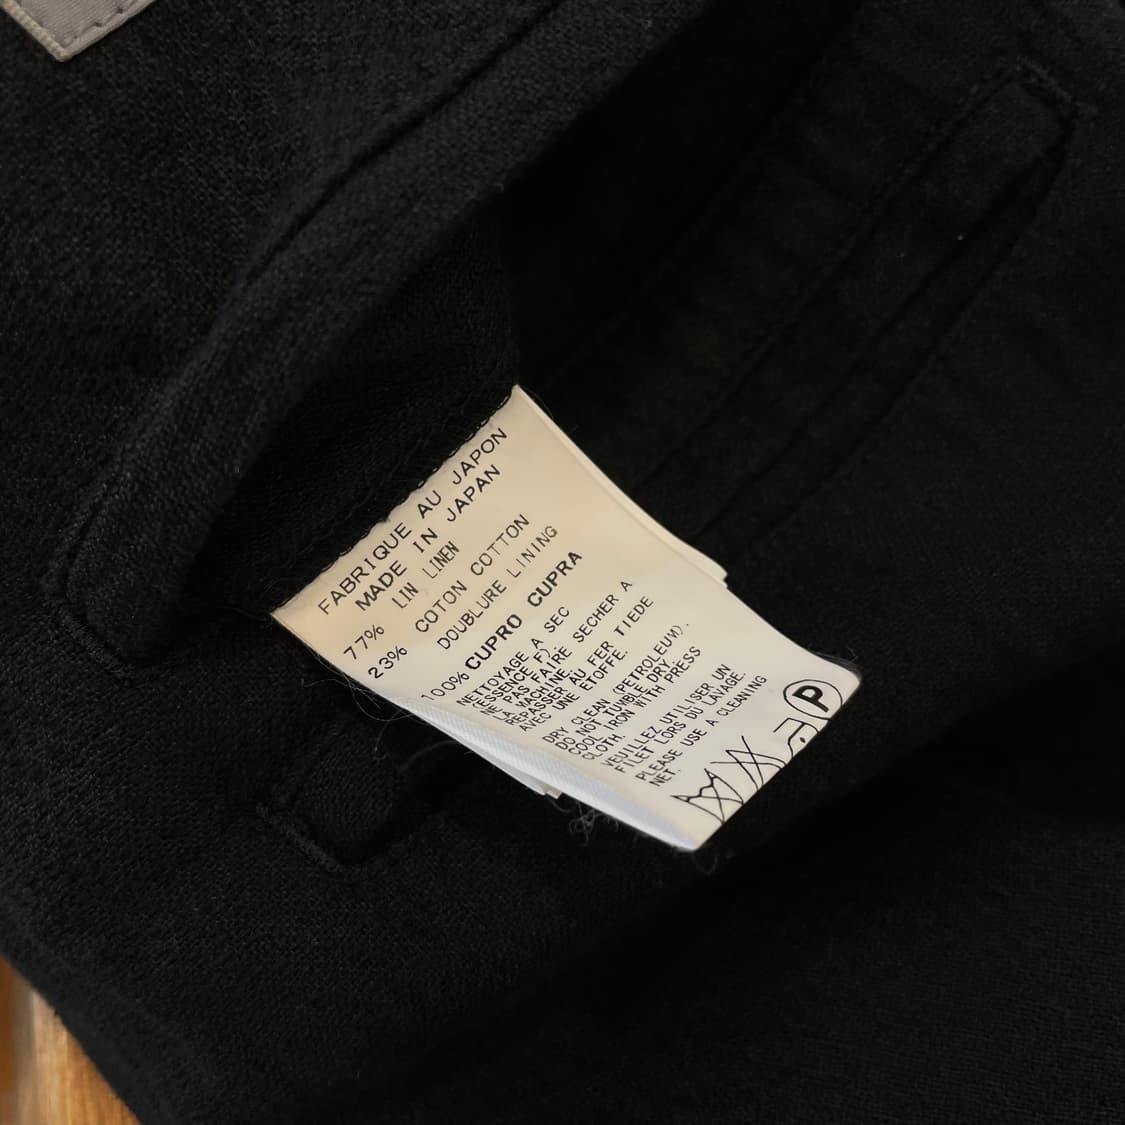 FABRIQUE AU JAPON
MADE IN JAPAN
77% LIN LINEN
23% COTON COTTON
DOUBLURE LINING
100% CUPRO CUPRA
NETTOYAGE A SEC
(ESSENCE F).
NE PAS FAIRE SECHER A
LA MACHINE.
REPASSER AU FER TIEDE
AVEC UNE ETOFFE.
DRY CLEAN (PETROLEUM).
DO NOT TUMBLE DRY
COOL IRON WITH PRESS
CLOTH
VEUILLEZ UTILISER UN
FILET LORS DU LAVAGE.
PLEASE USE A CLEANING
NET.
P